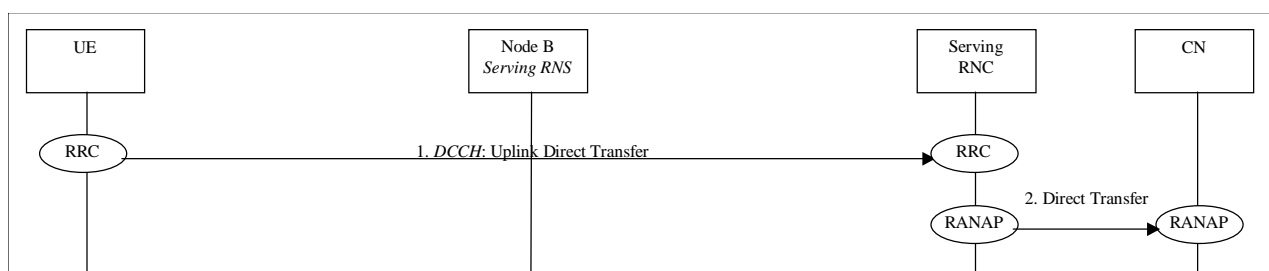 UE
Node B
Serving RNS
Serving
RNC
CN
RRC
1. DCCH: Uplink Direct Transfer
RRC
2. Direct Transfer
RANAP
RANAP